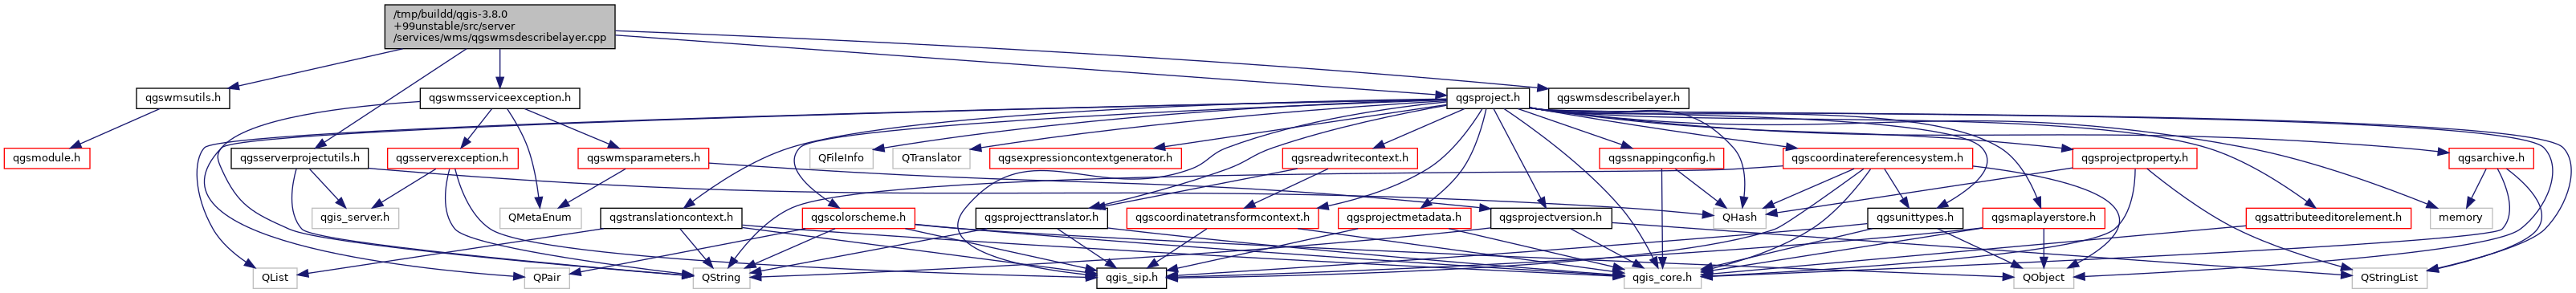 /tmp/buildd/qgis-3.8.0
+99unstable/src/server
/services/wms/qgswmsdescribelayer.cpp
qgswmsutils.h
qgswmsserviceexception.h
qgsproject.h
qgswmsdescribelayer.h
qgsmodule.h
qgsserverprojectutils.h
qgsserverexception.h
qgswmsparameters.h
QFileInfo
QTranslator
qgsexpressioncontextgenerator.h
qgsreadwritecontext.h
qgssnappingconfig.h
qgscoordinatereferencesystem.h
qgsprojectproperty.h
qgsarchive.h
qgis_server.h
QMetaEnum
qgstranslationcontext.h
qgscolorscheme.h
qgsprojecttranslator.h
qgscoordinatetransformcontext.h
qgsprojectmetadata.h
qgsprojectversion.h
QHash
qgsunittypes.h
qgsmaplayerstore.h
qgsattributeeditorelement.h
memory
QList
QPair
QString
qgis_sip.h
qgis_core.h
QObject
QStringList